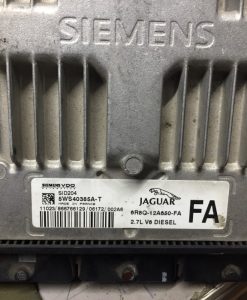 SIEMENS
SIEMENS VDO
SID204
5WS40385A-T
MADE IN FRANCE
JAGUAR
6R8Q-12A650-FA
2.7L V6 DIESEL
FA